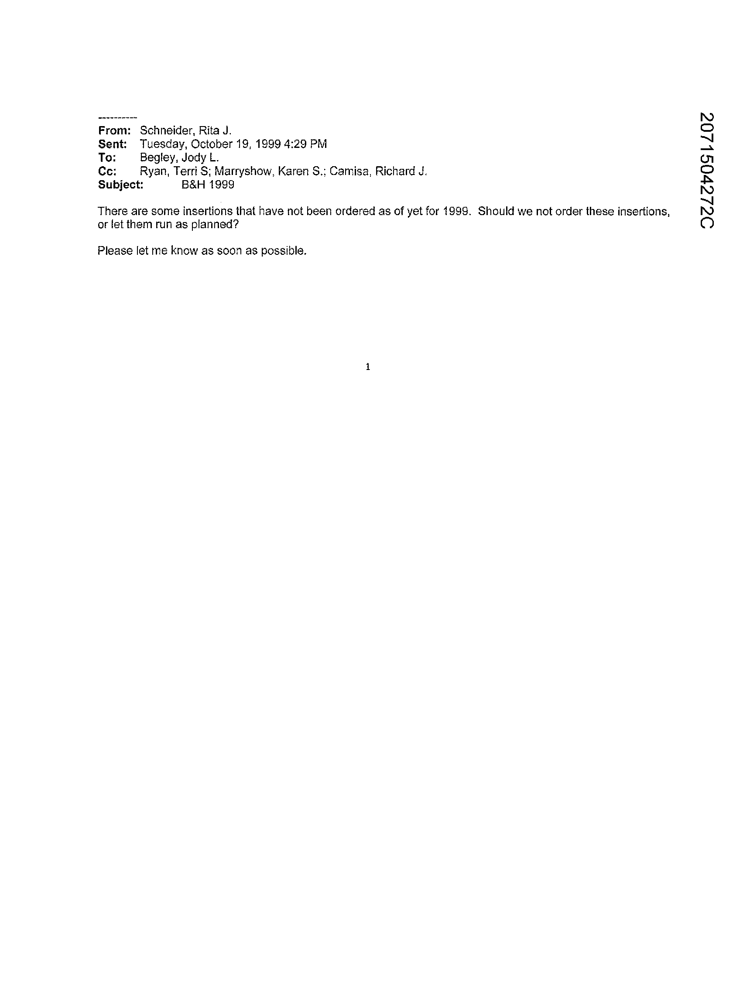 ----------
From: Schneider, Rita J.
Sent: Tuesday, October 19, 1999 4:29 PM
To: Begley, Jody L.
Cc: Ryan, Terri S; Marryshow, Karen S.; Camisa, Richard J.
Subject: B&H 1999
There are some insertions that have not been ordered as of yet for 1999. Should we not order these insertions,
or let them run as planned?
Please let me know as soon as possible.
1
2071504272C